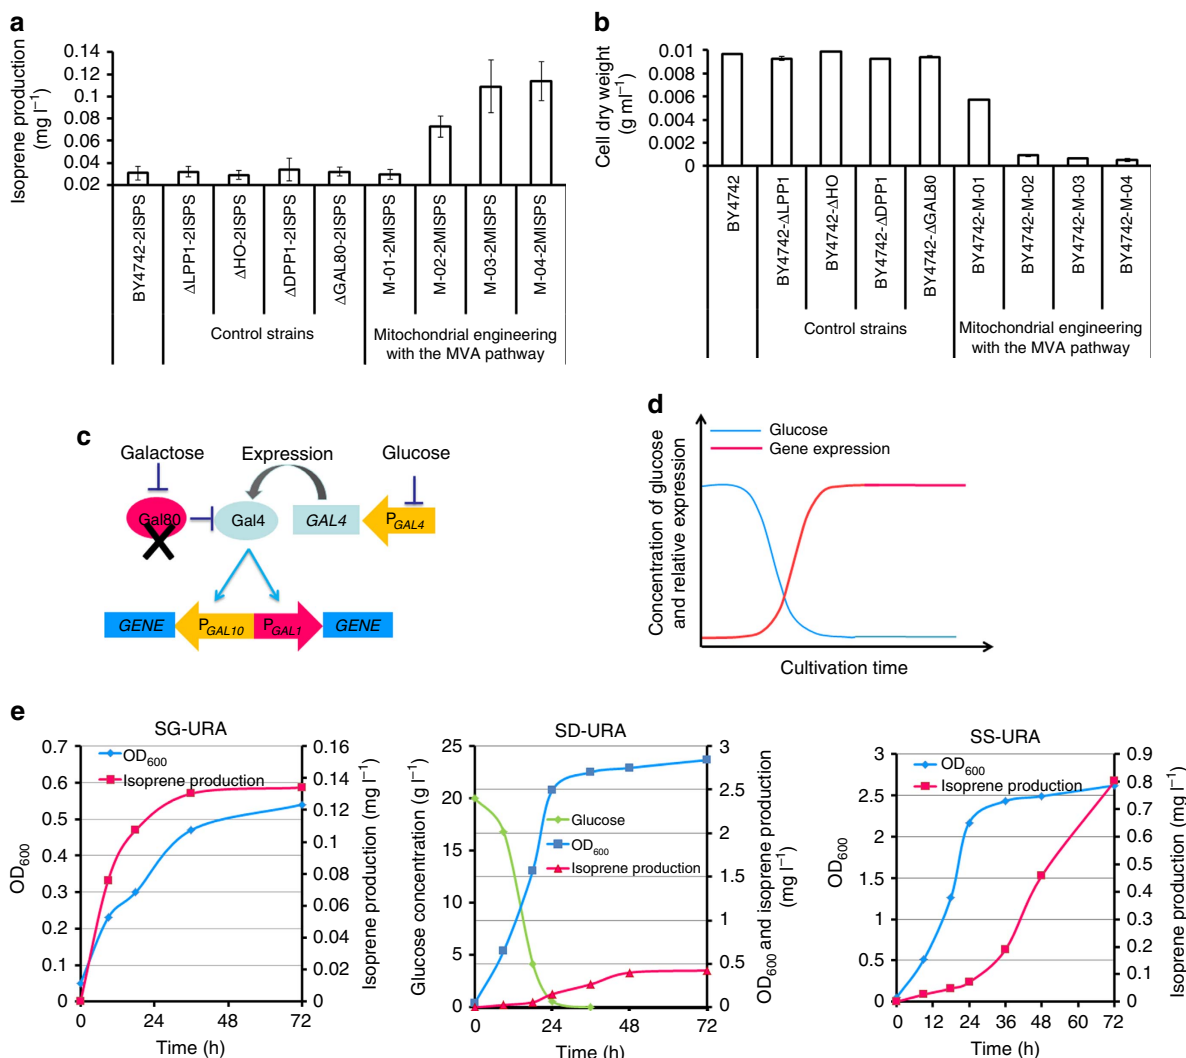 a
Isoprene production
(mg l⁻¹)
0.14
0.12
0.1
0.08
0.06
0.04
0.02
BY4742-2ISPS
ΔLPP1-2ISPS
ΔHO-2ISPS
ΔDPP1-2ISPS
ΔGAL80-2ISPS
M-01-2MISPS
M-02-2MISPS
M-03-2MISPS
M-04-2MISPS
Control strains
Mitochondrial engineering
with the MVA pathway
b
Cell dry weight
(g ml⁻¹)
0.01
0.008
0.006
0.004
0.002
0
BY4742
BY4742-ΔLPP1
BY4742-ΔHO
BY4742-ΔDPP1
BY4742-ΔGAL80
BY4742-M-01
BY4742-M-02
BY4742-M-03
BY4742-M-04
Control strains
Mitochondrial engineering
with the MVA pathway
c
Galactose
Expression
Glucose
Gal80
Gal4
GAL4
PGAL4
GENE
PGAL10
PGAL1
GENE
d
Glucose
Gene expression
Concentration of glucose
and relative expression
Cultivation time
e
SG-URA
OD600
Isoprene production
0.7
0.6
0.5
0.4
0.3
0.2
0.1
0
OD600
0.16
0.14
0.12
0.1
0.08
0.06
0.04
0.02
0
Isoprene production (mg l⁻¹)
0
24
48
72
Time (h)
SD-URA
Glucose
OD600
Isoprene production
25
20
15
10
5
0
Glucose concentration (g l⁻¹)
3
2.5
2
1.5
1
0.5
0
OD600 and isoprene production
(mg l⁻¹)
0
24
48
72
Time (h)
SS-URA
OD600
Isoprene production
3
2.5
2
1.5
1
0.5
0
OD600
0.9
0.8
0.7
0.6
0.5
0.4
0.3
0.2
0.1
0
Isoprene production (mg l⁻¹)
0
12
24
36
48
60
72
Time (h)